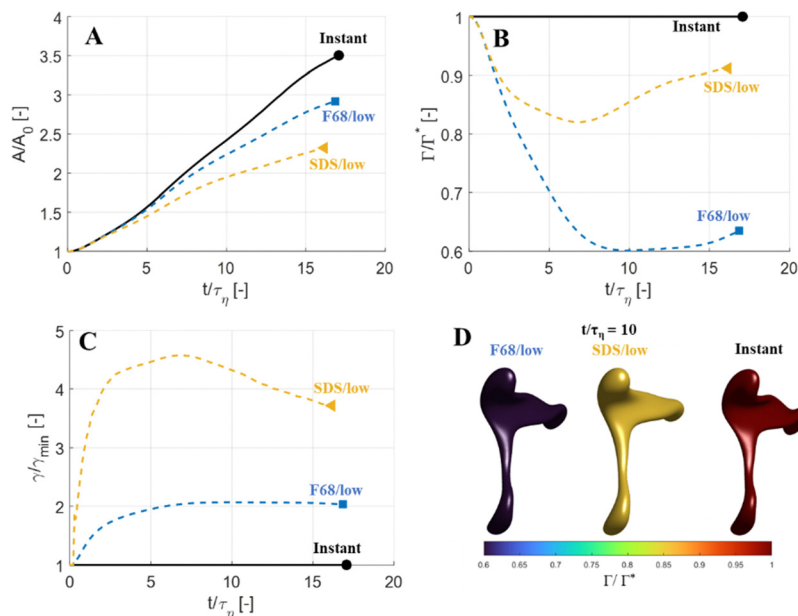 A
A/A0 [-]
4
3.5
3
2.5
2
1.5
1
0
5
10
15
20
t/τη [-]
Instant
F68/low
SDS/low
B
Γ/Γ* [-]
1
0.9
0.8
0.7
0.6
0
5
10
15
20
t/τη [-]
Instant
SDS/low
F68/low
C
γ/γmin [-]
5
4
3
2
1
0
5
10
15
20
t/τη [-]
SDS/low
F68/low
Instant
D
t/τη = 10
F68/low SDS/low Instant
0.6 0.65 0.7 0.75 0.8 0.85 0.9 0.95 1
Γ/ Γ*